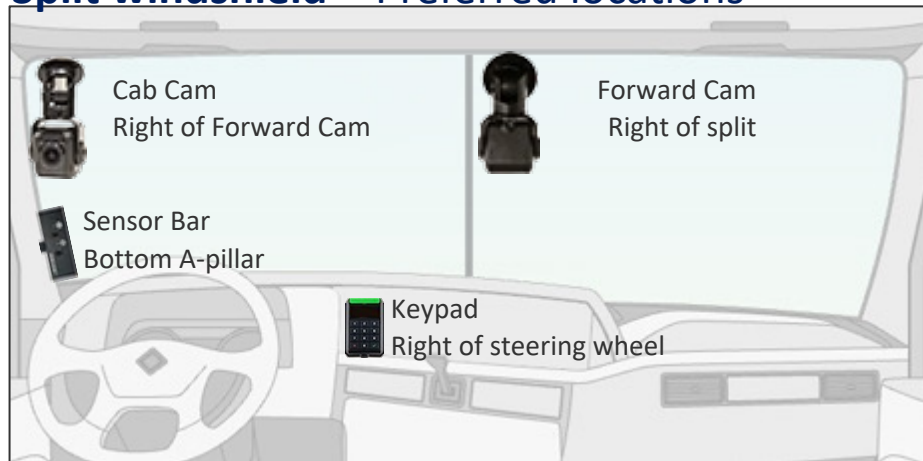 Split windshield – Preferred locations
Cab Cam
Right of Forward Cam
Forward Cam
Right of split
Sensor Bar
Bottom A-pillar
Keypad
Right of steering wheel